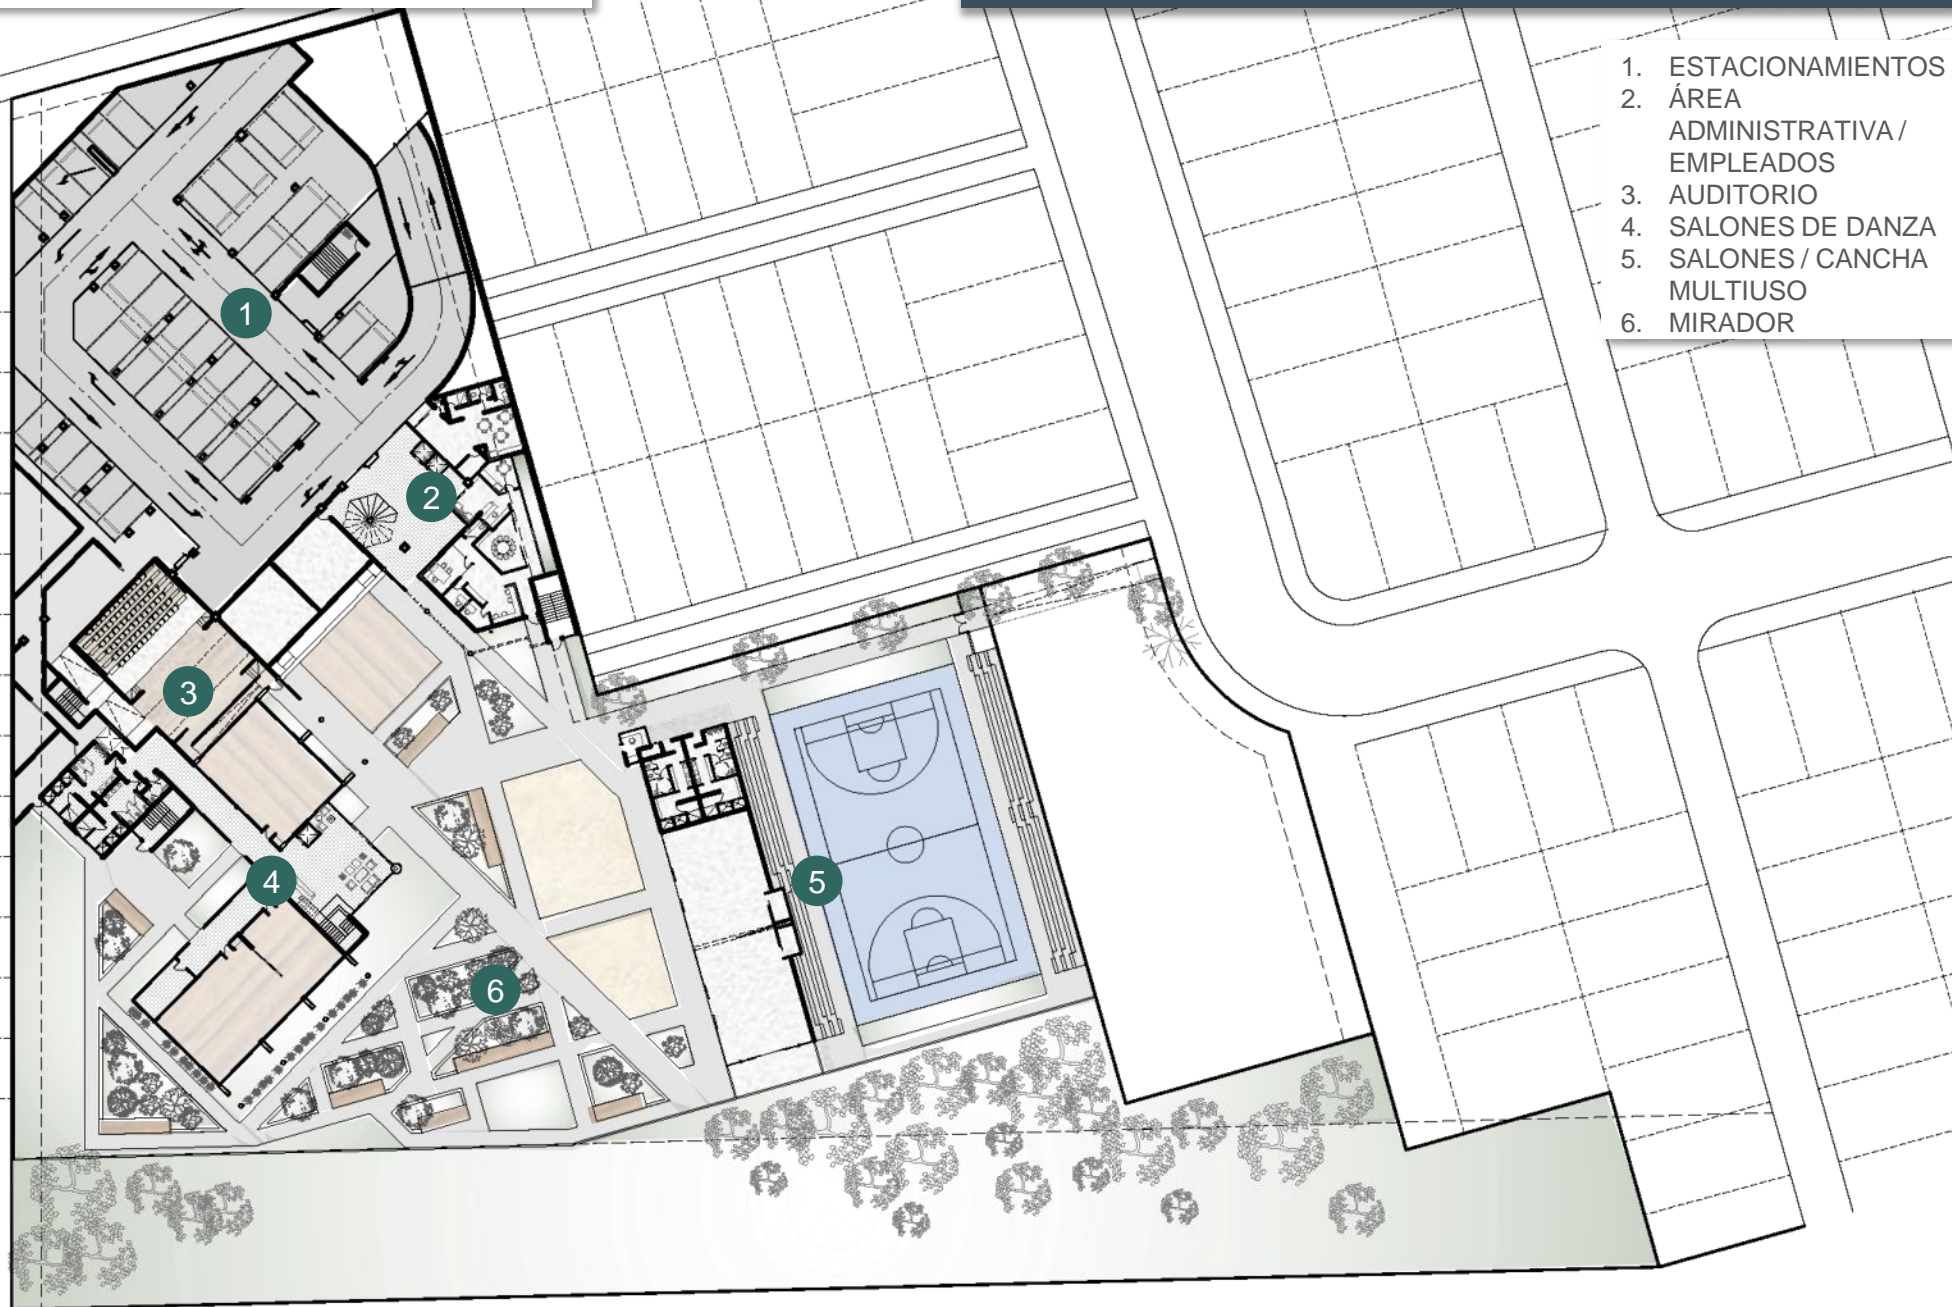 1. ESTACIONAMIENTOS
2. ÁREA
ADMINISTRATIVA /
EMPLEADOS
3. AUDITORIO
4. SALONES DE DANZA
5. SALONES / CANCHA
MULTIUSO
6. MIRADOR
1
2
3
4
5
6